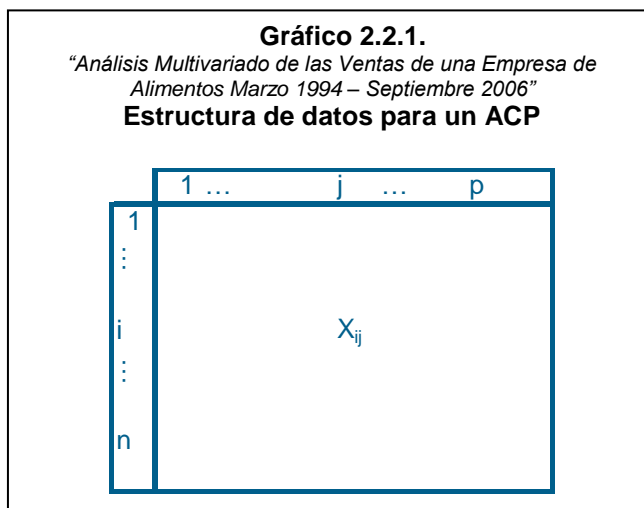 Gráfico 2.2.1.
“Análisis Multivariado de las Ventas de una Empresa de
Alimentos Marzo 1994 – Septiembre 2006”
Estructura de datos para un ACP
1 … j … p
1
⋮
i X_ij
⋮
n